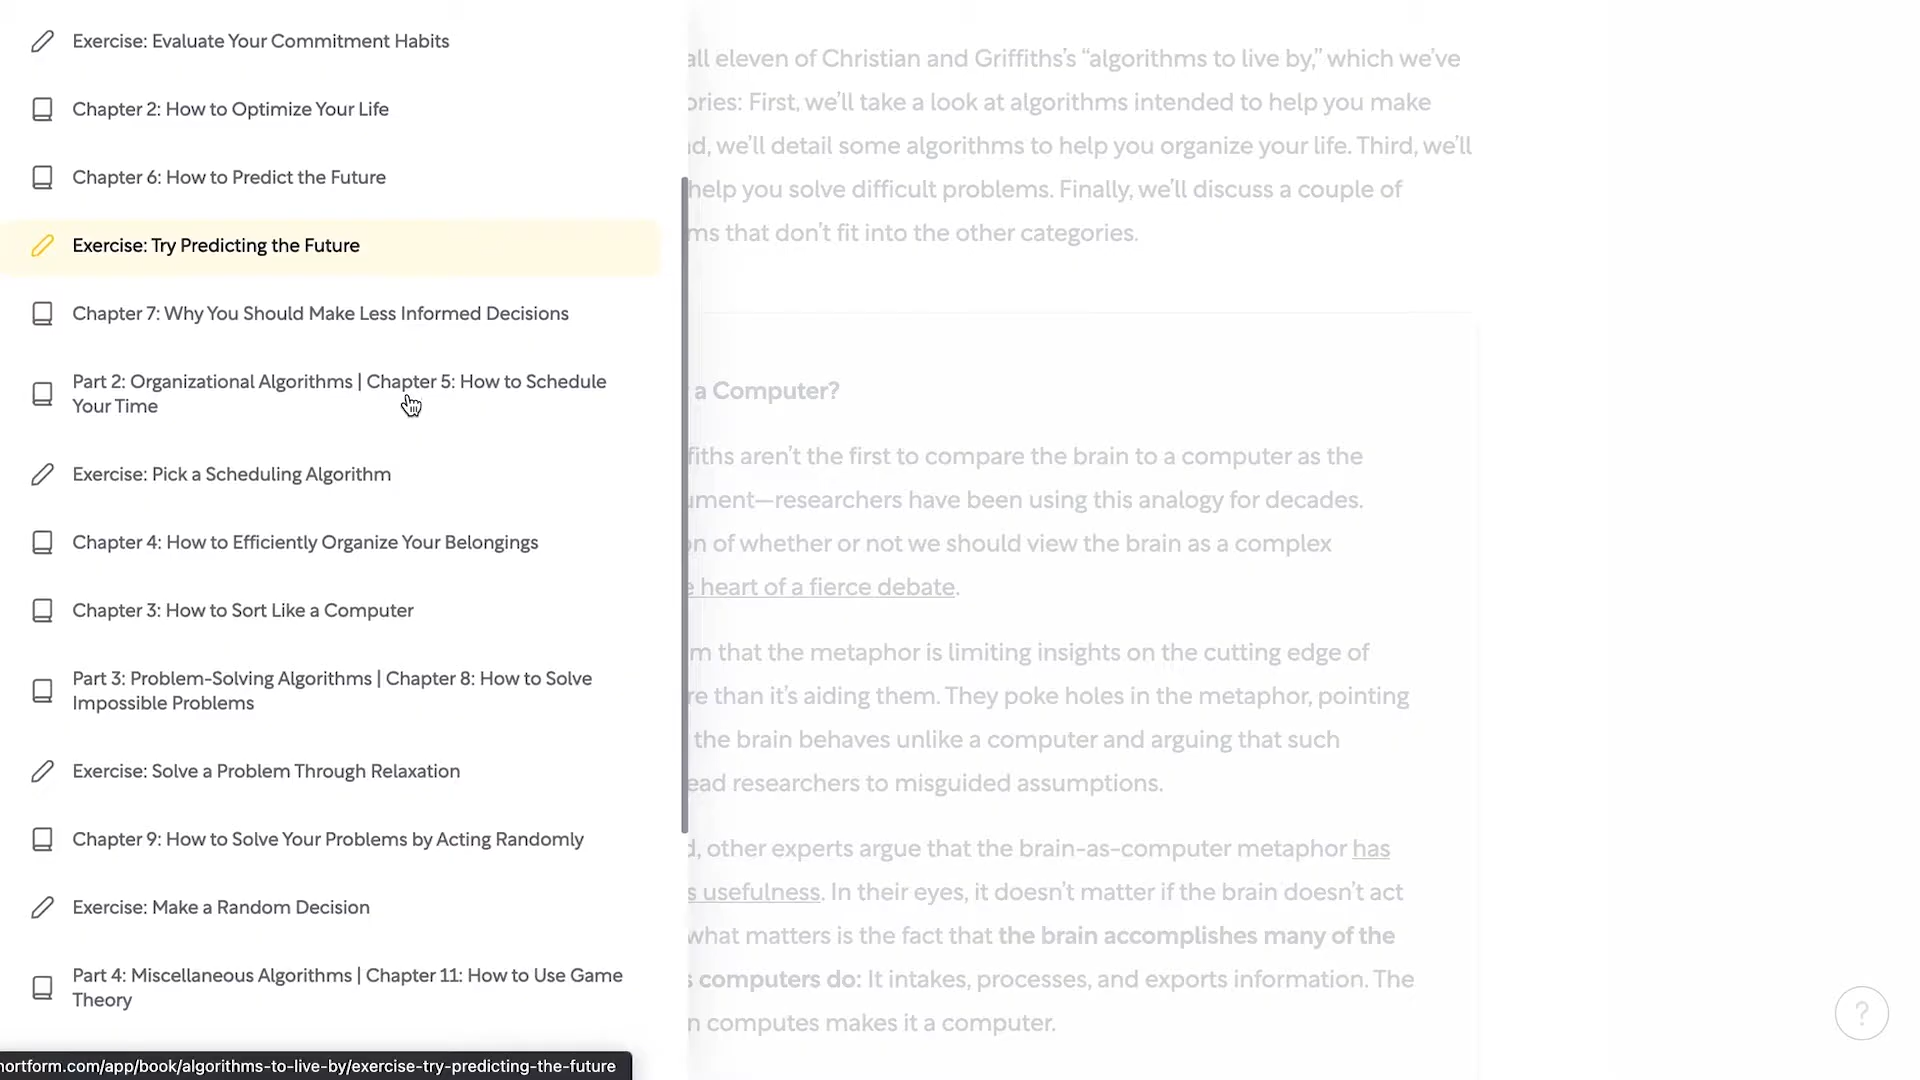 Exercise: Evaluate Your Commitment Habits
Chapter 2: How to Optimize Your Life
Chapter 6: How to Predict the Future
Exercise: Try Predicting the Future
Chapter 7: Why You Should Make Less Informed Decisions
Part 2: Organizational Algorithms | Chapter 5: How to Schedule
Your Time
Exercise: Pick a Scheduling Algorithm
Chapter 4: How to Efficiently Organize Your Belongings
Chapter 3: How to Sort Like a Computer
Part 3: Problem-Solving Algorithms | Chapter 8: How to Solve
Impossible Problems
Exercise: Solve a Problem Through Relaxation
Chapter 9: How to Solve Your Problems by Acting Randomly
Exercise: Make a Random Decision
Part 4: Miscellaneous Algorithms | Chapter 11: How to Use Game
Theory
hortform.com/app/book/algorithms-to-live-by/exercise-try-predicting-the-future
all eleven of Christian and Griffiths's “algorithms to live by,” which we've
ories: First, we'll take a look at algorithms intended to help you make
nd, we'll detail some algorithms to help you organize your life. Third, we'll
help you solve difficult problems. Finally, we'll discuss a couple of
ms that don't fit into the other categories.
a Computer?
fiths aren't the first to compare the brain to a computer as the
ument—researchers have been using this analogy for decades.
on of whether or not we should view the brain as a complex
e heart of a fierce debate.
m that the metaphor is limiting insights on the cutting edge of
re than it's aiding them. They poke holes in the metaphor, pointing
the brain behaves unlike a computer and arguing that such
ead researchers to misguided assumptions.
d, other experts argue that the brain-as-computer metaphor has
s usefulness. In their eyes, it doesn't matter if the brain doesn't act
what matters is the fact that the brain accomplishes many of the
s computers do: It intakes, processes, and exports information. The
n computes makes it a computer.
?